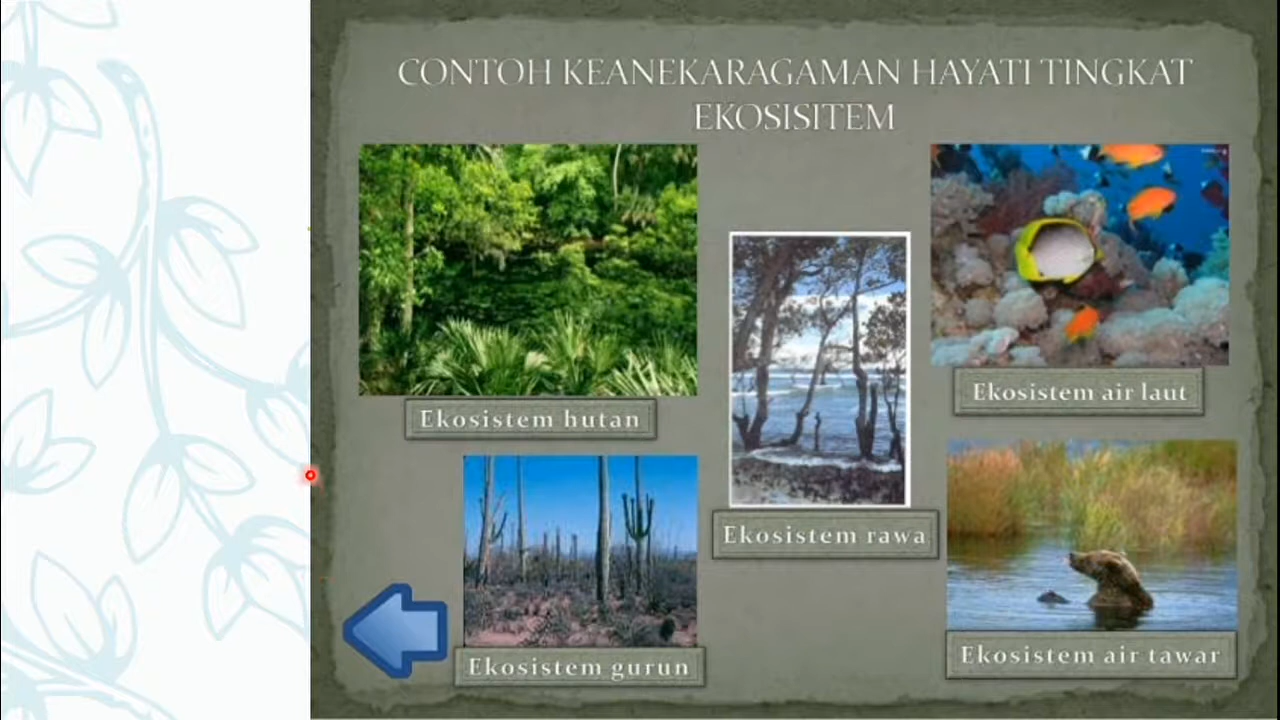 CONTOH KEANEKARAGAMAN HAYATI TINGKAT
EKOSISITEM
Ekosistem hutan
Ekosistem air laut
Ekosistem rawa
Ekosistem gurun
Ekosistem air tawar